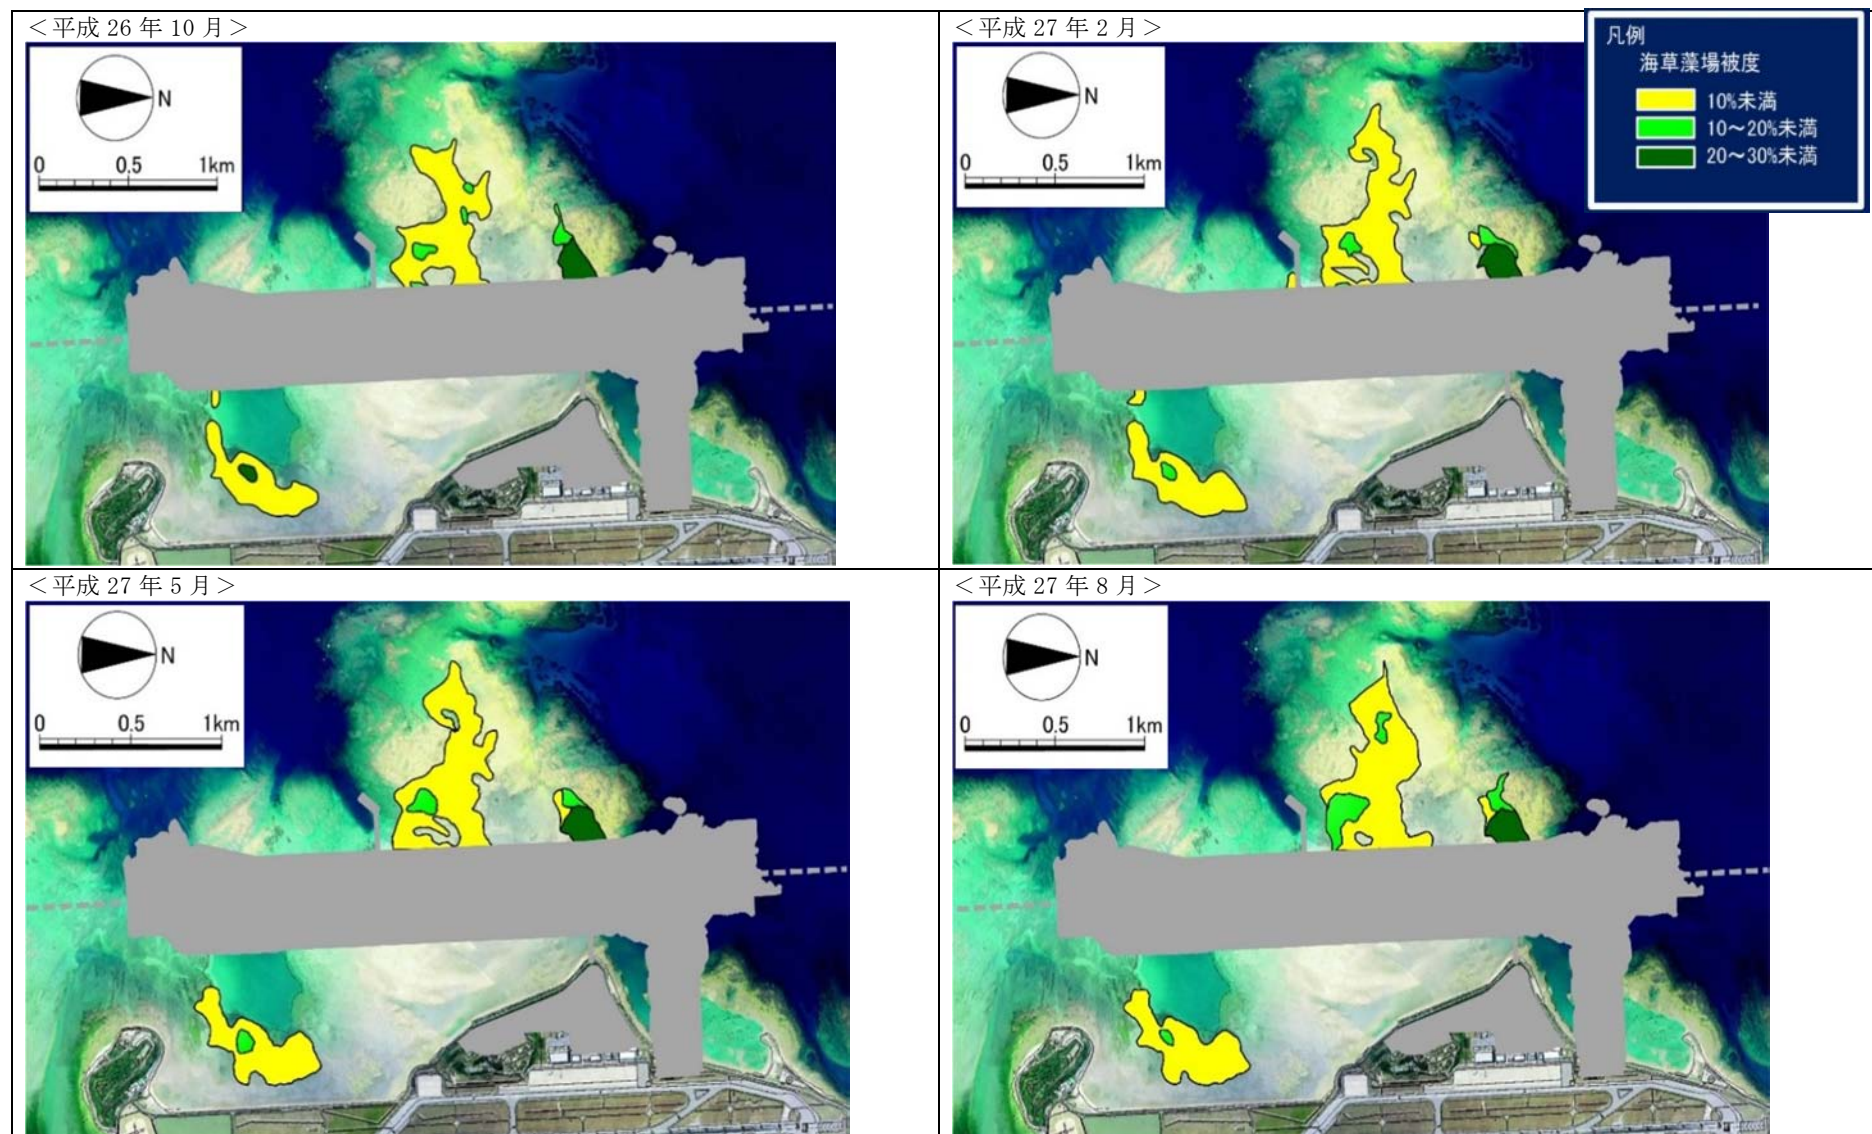 ＜平成 26 年 10 月＞
N
0 0.5 1km
＜平成 27 年 2 月＞
N
0 0.5 1km
凡例
海草藻場被度
10%未満
10～20%未満
20～30%未満
＜平成 27 年 5 月＞
N
0 0.5 1km
＜平成 27 年 8 月＞
N
0 0.5 1km